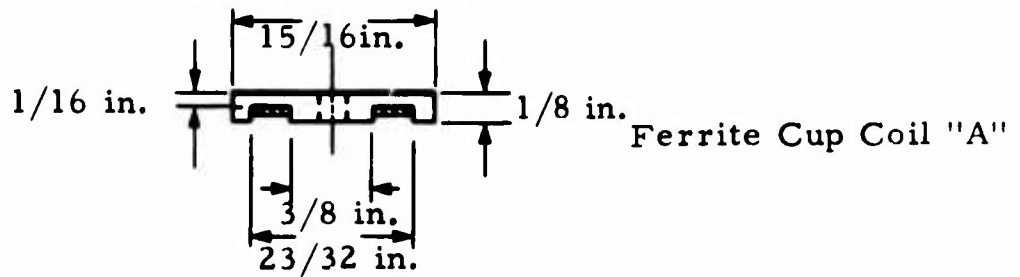 15/16in.
1/16 in.
1/8 in.
Ferrite Cup Coil "A"
3/8 in.
23/32 in.